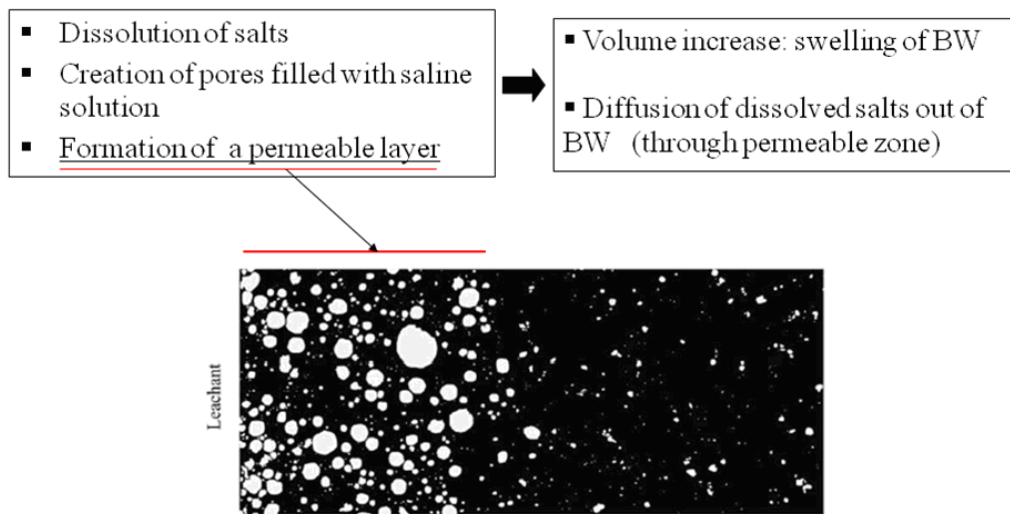 ▪ Dissolution of salts
▪ Creation of pores filled with saline
solution
▪ Formation of a permeable layer
▪ Volume increase: swelling of BW
▪ Diffusion of dissolved salts out of
BW (through permeable zone)
Leachant